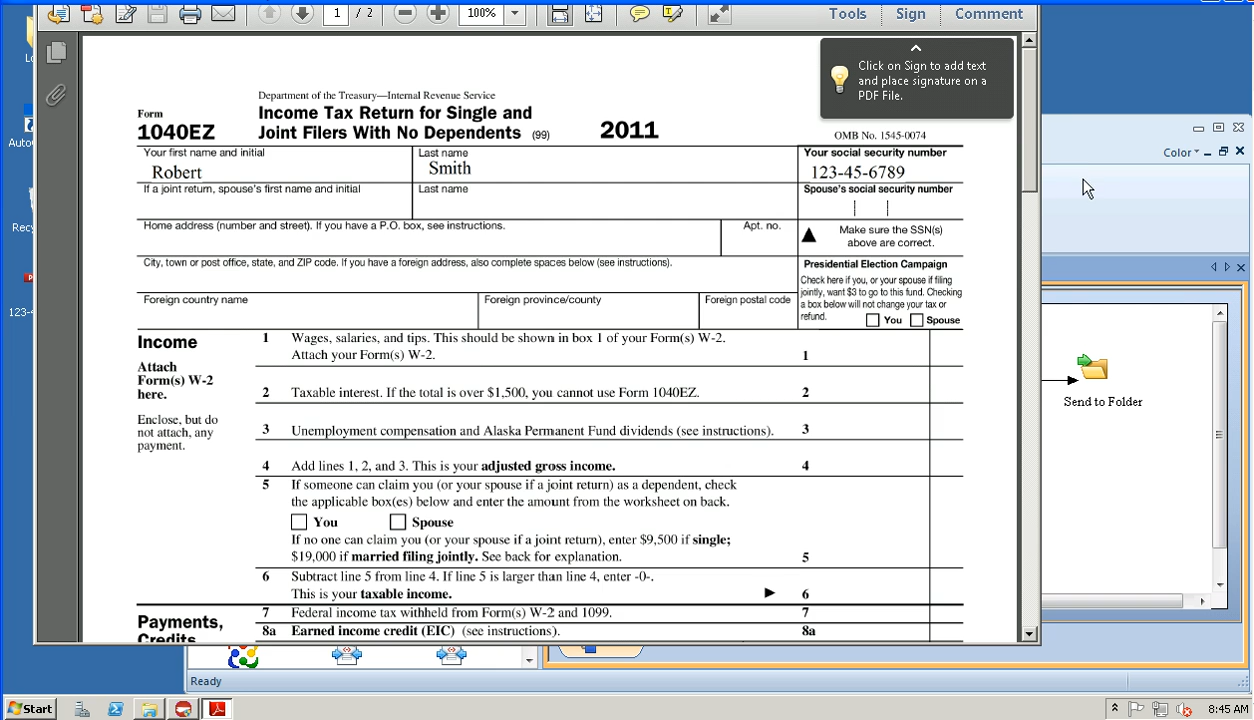 1 / 2
100%
Tools Sign Comment
Click on Sign to add text
and place signature on a
PDF File.
Department of the Treasury—Internal Revenue Service
Form
1040EZ
Income Tax Return for Single and
Joint Filers With No Dependents (99)
2011
OMB No. 1545-0074
Your first name and initial
Last name
Your social security number
Robert
Smith
123-45-6789
If a joint return, spouse's first name and initial
Last name
Spouse's social security number
Home address (number and street). If you have a P.O. box, see instructions.
Apt. no.
Make sure the SSN(s)
above are correct.
City, town or post office, state, and ZIP code. If you have a foreign address, also complete spaces below (see instructions).
Presidential Election Campaign
Check here if you, or your spouse if filing
jointly, want $3 to go to this fund. Checking
a box below will not change your tax or
refund.
You Spouse
Foreign country name
Foreign province/county
Foreign postal code
Income
Attach
Form(s) W-2
here.
Enclose, but do
not attach, any
payment.
1 Wages, salaries, and tips. This should be shown in box 1 of your Form(s) W-2.
Attach your Form(s) W-2. 1
2 Taxable interest. If the total is over $1,500, you cannot use Form 1040EZ. 2
3 Unemployment compensation and Alaska Permanent Fund dividends (see instructions). 3
4 Add lines 1, 2, and 3. This is your adjusted gross income. 4
5 If someone can claim you (or your spouse if a joint return) as a dependent, check
the applicable box(es) below and enter the amount from the worksheet on back.
You Spouse
If no one can claim you (or your spouse if a joint return), enter $9,500 if single;
$19,000 if married filing jointly. See back for explanation. 5
6 Subtract line 5 from line 4. If line 5 is larger than line 4, enter -0-.
This is your taxable income. 6
Payments,
Credits
7 Federal income tax withheld from Form(s) W-2 and 1099. 7
8a Earned income credit (EIC) (see instructions). 8a
Color
Send to Folder
Ready
Start
8:45 AM